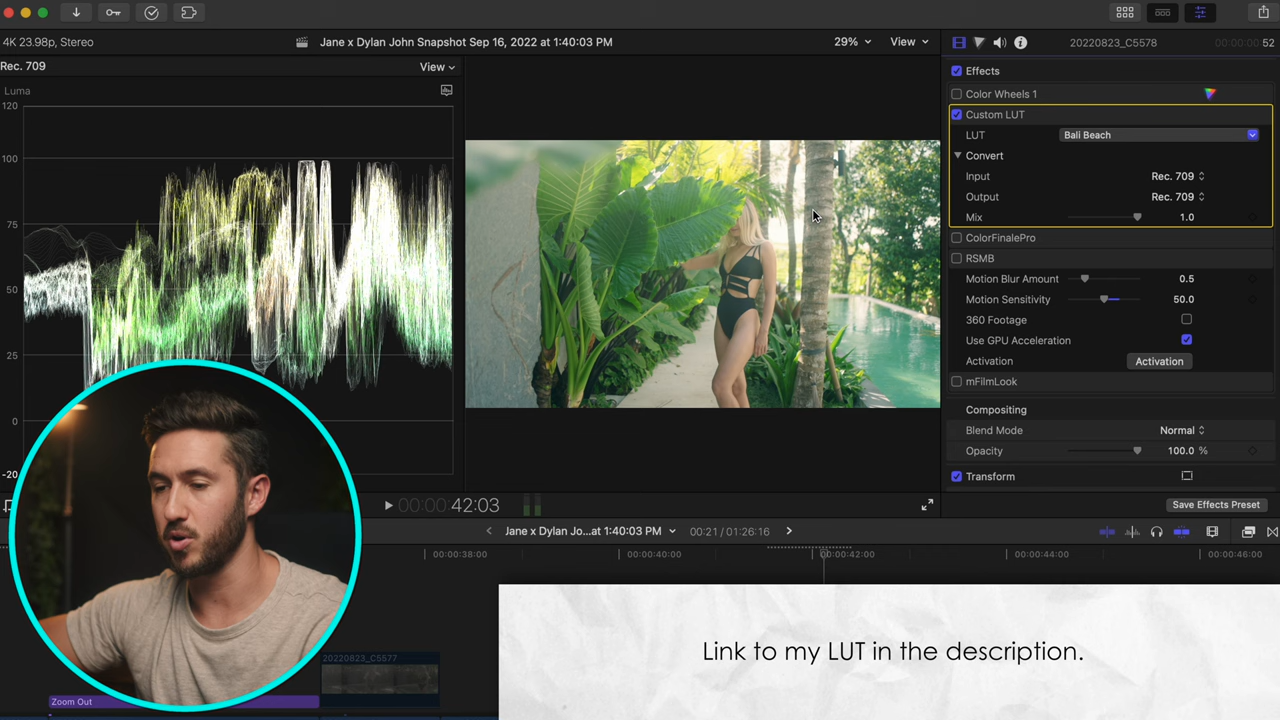 4K 23.98p, Stereo
Jane x Dylan John Snapshot Sep 16, 2022 at 1:40:03 PM
29%
View
20220823_C5578
00:00:00:52
Rec. 709
View
Luma
120
100
75
50
25
0
-20
Effects
Color Wheels 1
Custom LUT
LUT
Bali Beach
Convert
Input
Rec. 709
Output
Rec. 709
Mix
1.0
ColorFinalePro
RSMB
Motion Blur Amount
0.5
Motion Sensitivity
50.0
360 Footage
Use GPU Acceleration
Activation
Activation
mFilmLook
Compositing
Blend Mode
Normal
Opacity
100.0 %
Transform
Save Effects Preset
00:00:42:03
Jane x Dylan Jo...at 1:40:03 PM
00:21 / 01:26:16
00:00:38:00
00:00:40:00
00:00:42:00
00:00:44:00
00:00:46:00
20220823_C5577
Zoom Out
Link to my LUT in the description.